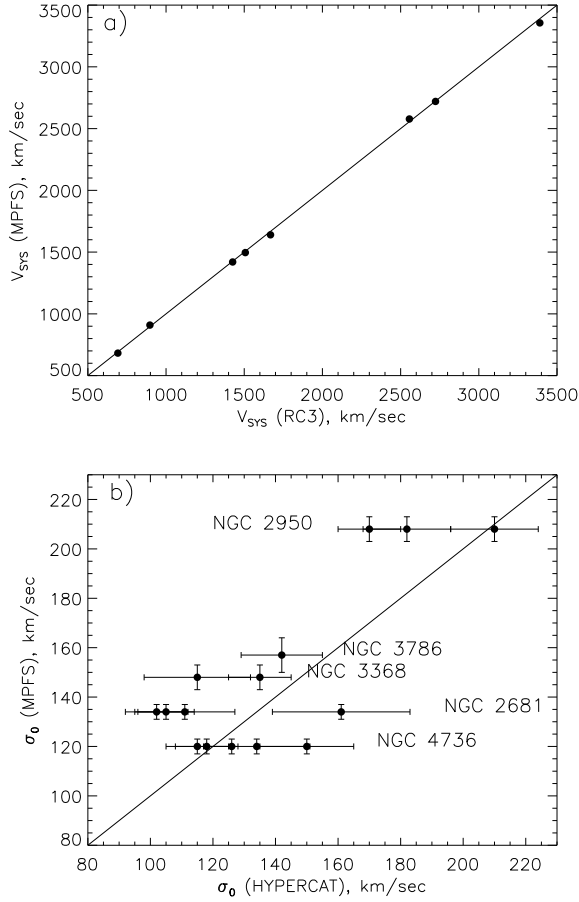 a)
3500
3000
2500
2000
1500
1000
500
V_SYS (MPFS), km/sec
500 1000 1500 2000 2500 3000 3500
V_SYS (RC3), km/sec
b)
220
200
180
160
140
120
100
80
σ_0 (MPFS), km/sec
NGC 2950
NGC 3786
NGC 3368
NGC 2681
NGC 4736
80 100 120 140 160 180 200 220
σ_0 (HYPERCAT), km/sec